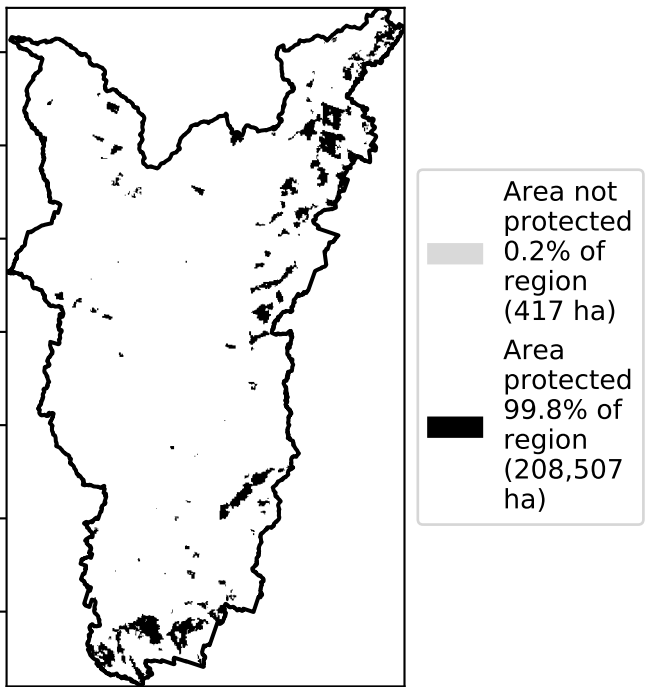 Area not
protected
0.2% of
region
(417 ha)
Area
protected
99.8% of
region
(208,507
ha)